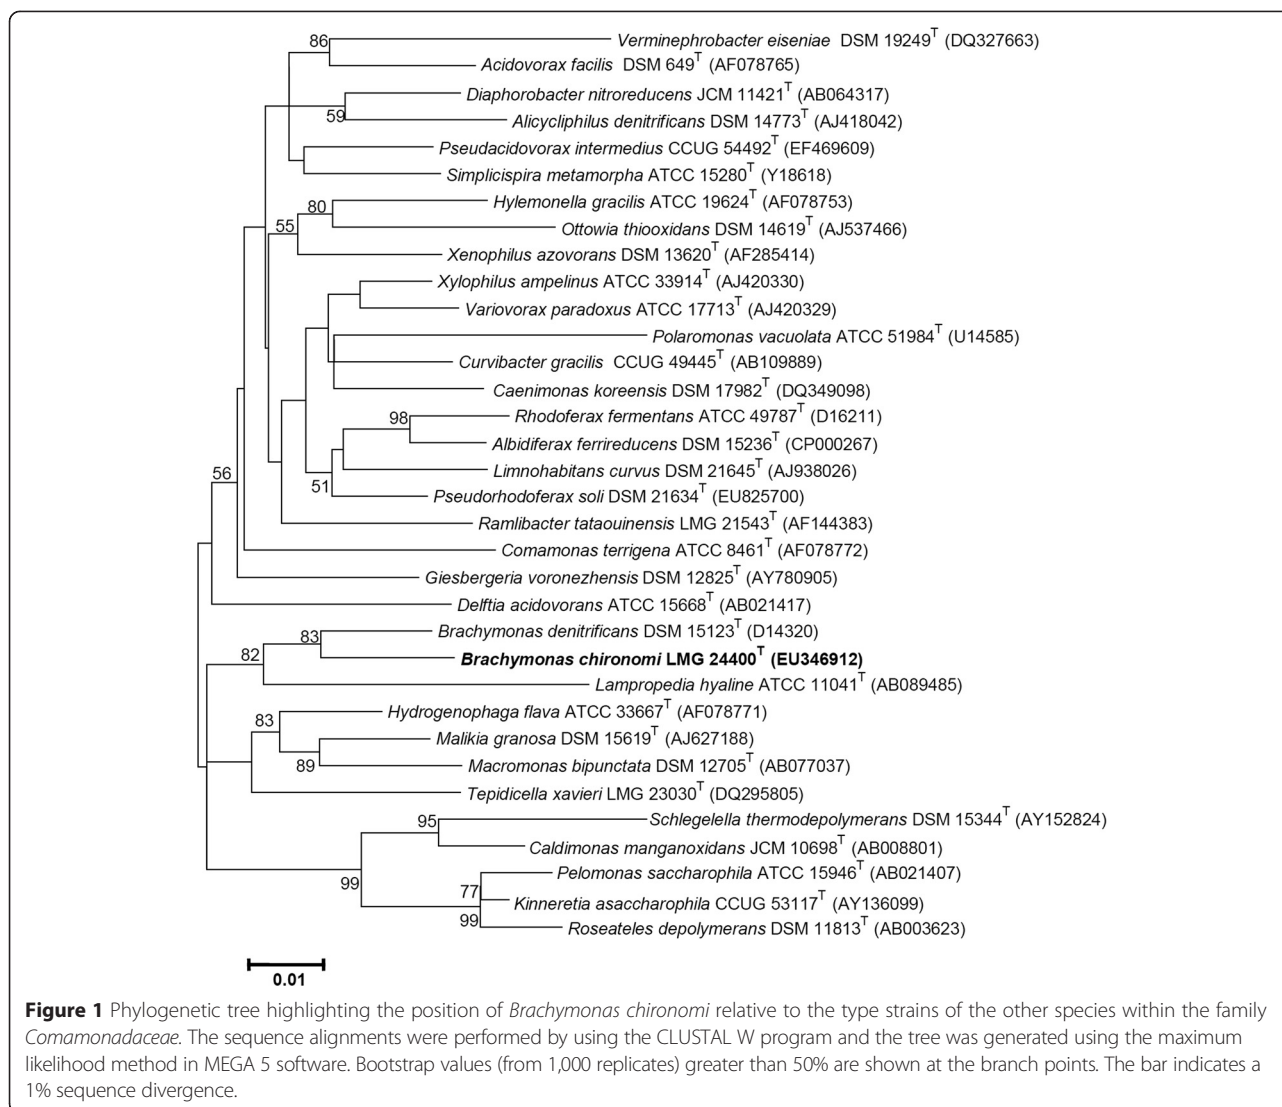 86
Verminephrobacter eiseniae DSM 19249T (DQ327663)
Acidovorax facilis DSM 649T (AF078765)
Diaphorobacter nitroreducens JCM 11421T (AB064317)
59
Alicycliphilus denitrificans DSM 14773T (AJ418042)
Pseudacidovorax intermedius CCUG 54492T (EF469609)
Simplicispira metamorpha ATCC 15280T (Y18618)
80
Hylemonella gracilis ATCC 19624T (AF078753)
55
Ottowia thiooxidans DSM 14619T (AJ537466)
Xenophilus azovorans DSM 13620T (AF285414)
Xylophilus ampelinus ATCC 33914T (AJ420330)
Variovorax paradoxus ATCC 17713T (AJ420329)
Polaromonas vacuolata ATCC 51984T (U14585)
Curvibacter gracilis CCUG 49445T (AB109889)
Caenimonas koreensis DSM 17982T (DQ349098)
98
Rhodoferax fermentans ATCC 49787T (D16211)
Albidiferax ferrireducens DSM 15236T (CP000267)
56
Limnohabitans curvus DSM 21645T (AJ938026)
51
Pseudorhodoferax soli DSM 21634T (EU825700)
Ramlibacter tataouinensis LMG 21543T (AF144383)
Comamonas terrigena ATCC 8461T (AF078772)
Giesbergeria voronezhensis DSM 12825T (AY780905)
Delftia acidovorans ATCC 15668T (AB021417)
83
Brachymonas denitrificans DSM 15123T (D14320)
82
Brachymonas chironomi LMG 24400T (EU346912)
Lampropedia hyaline ATCC 11041T (AB089485)
83
Hydrogenophaga flava ATCC 33667T (AF078771)
Malikia granosa DSM 15619T (AJ627188)
89
Macromonas bipunctata DSM 12705T (AB077037)
Tepidicella xavieri LMG 23030T (DQ295805)
95
Schlegelella thermodepolymerans DSM 15344T (AY152824)
Caldimonas manganoxidans JCM 10698T (AB008801)
99
Pelomonas saccharophila ATCC 15946T (AB021407)
77
Kinneretia asaccharophila CCUG 53117T (AY136099)
99
Roseateles depolymerans DSM 11813T (AB003623)
0.01
Figure 1 Phylogenetic tree highlighting the position of Brachymonas chironomi relative to the type strains of the other species within the family
Comamonadaceae. The sequence alignments were performed by using the CLUSTAL W program and the tree was generated using the maximum
likelihood method in MEGA 5 software. Bootstrap values (from 1,000 replicates) greater than 50% are shown at the branch points. The bar indicates a
1% sequence divergence.